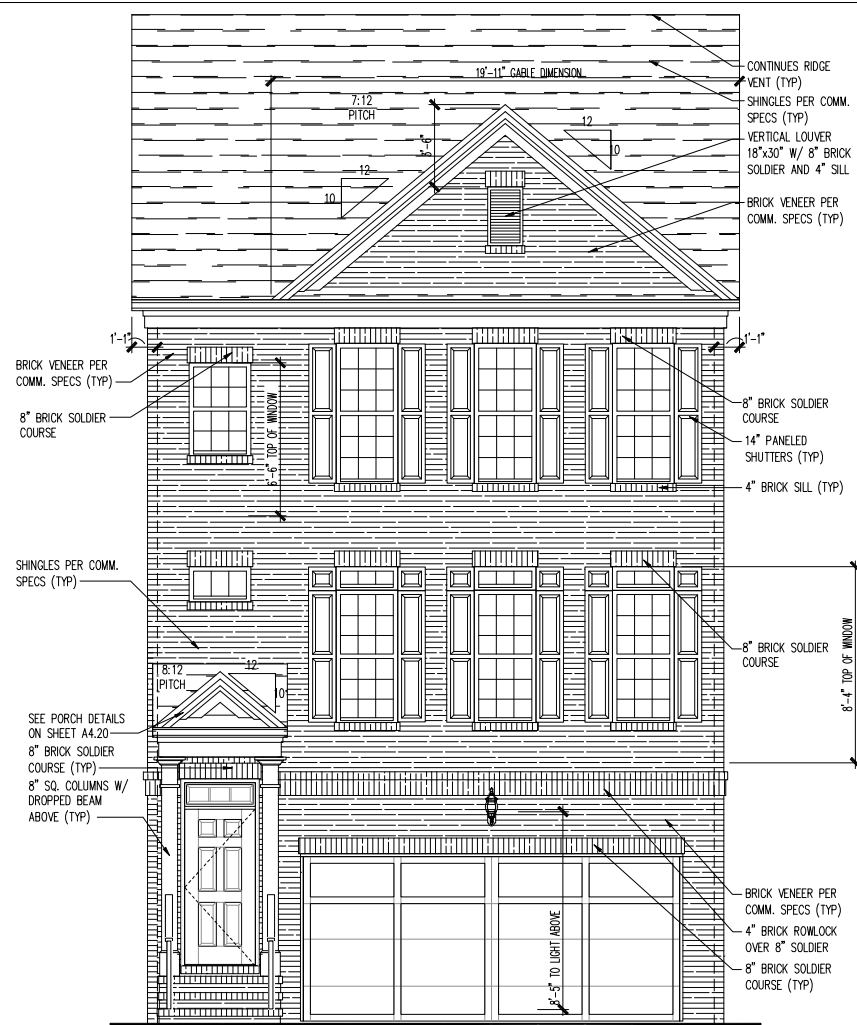 CONTINUES RIDGE
VENT (TYP)
19'-11" GABLE DIMENSION
7:12
PITCH
SHINGLES PER COMM.
SPECS (TYP)
12
10
8'-6"
VERTICAL LOUVER
18"x30" W/ 8" BRICK
SOLDIER AND 4" SILL
12
10
BRICK VENEER PER
COMM. SPECS (TYP)
1'-1"
1'-1"
BRICK VENEER PER
COMM. SPECS (TYP)
8" BRICK SOLDIER
COURSE
6'-6" TOP OF WINDOW
8" BRICK SOLDIER
COURSE
14" PANELED
SHUTTERS (TYP)
4" BRICK SILL (TYP)
SHINGLES PER COMM.
SPECS (TYP)
8" BRICK SOLDIER
COURSE
8'-4" TOP OF WINDOW
8:12
PITCH
12
10
SEE PORCH DETAILS
ON SHEET A4.20
8" BRICK SOLDIER
COURSE (TYP)
8" SQ. COLUMNS W/
DROPPED BEAM
ABOVE (TYP)
8'-5" TO LIGHT ABOVE
BRICK VENEER PER
COMM. SPECS (TYP)
4" BRICK ROWLOCK
OVER 8" SOLDIER
8" BRICK SOLDIER
COURSE (TYP)